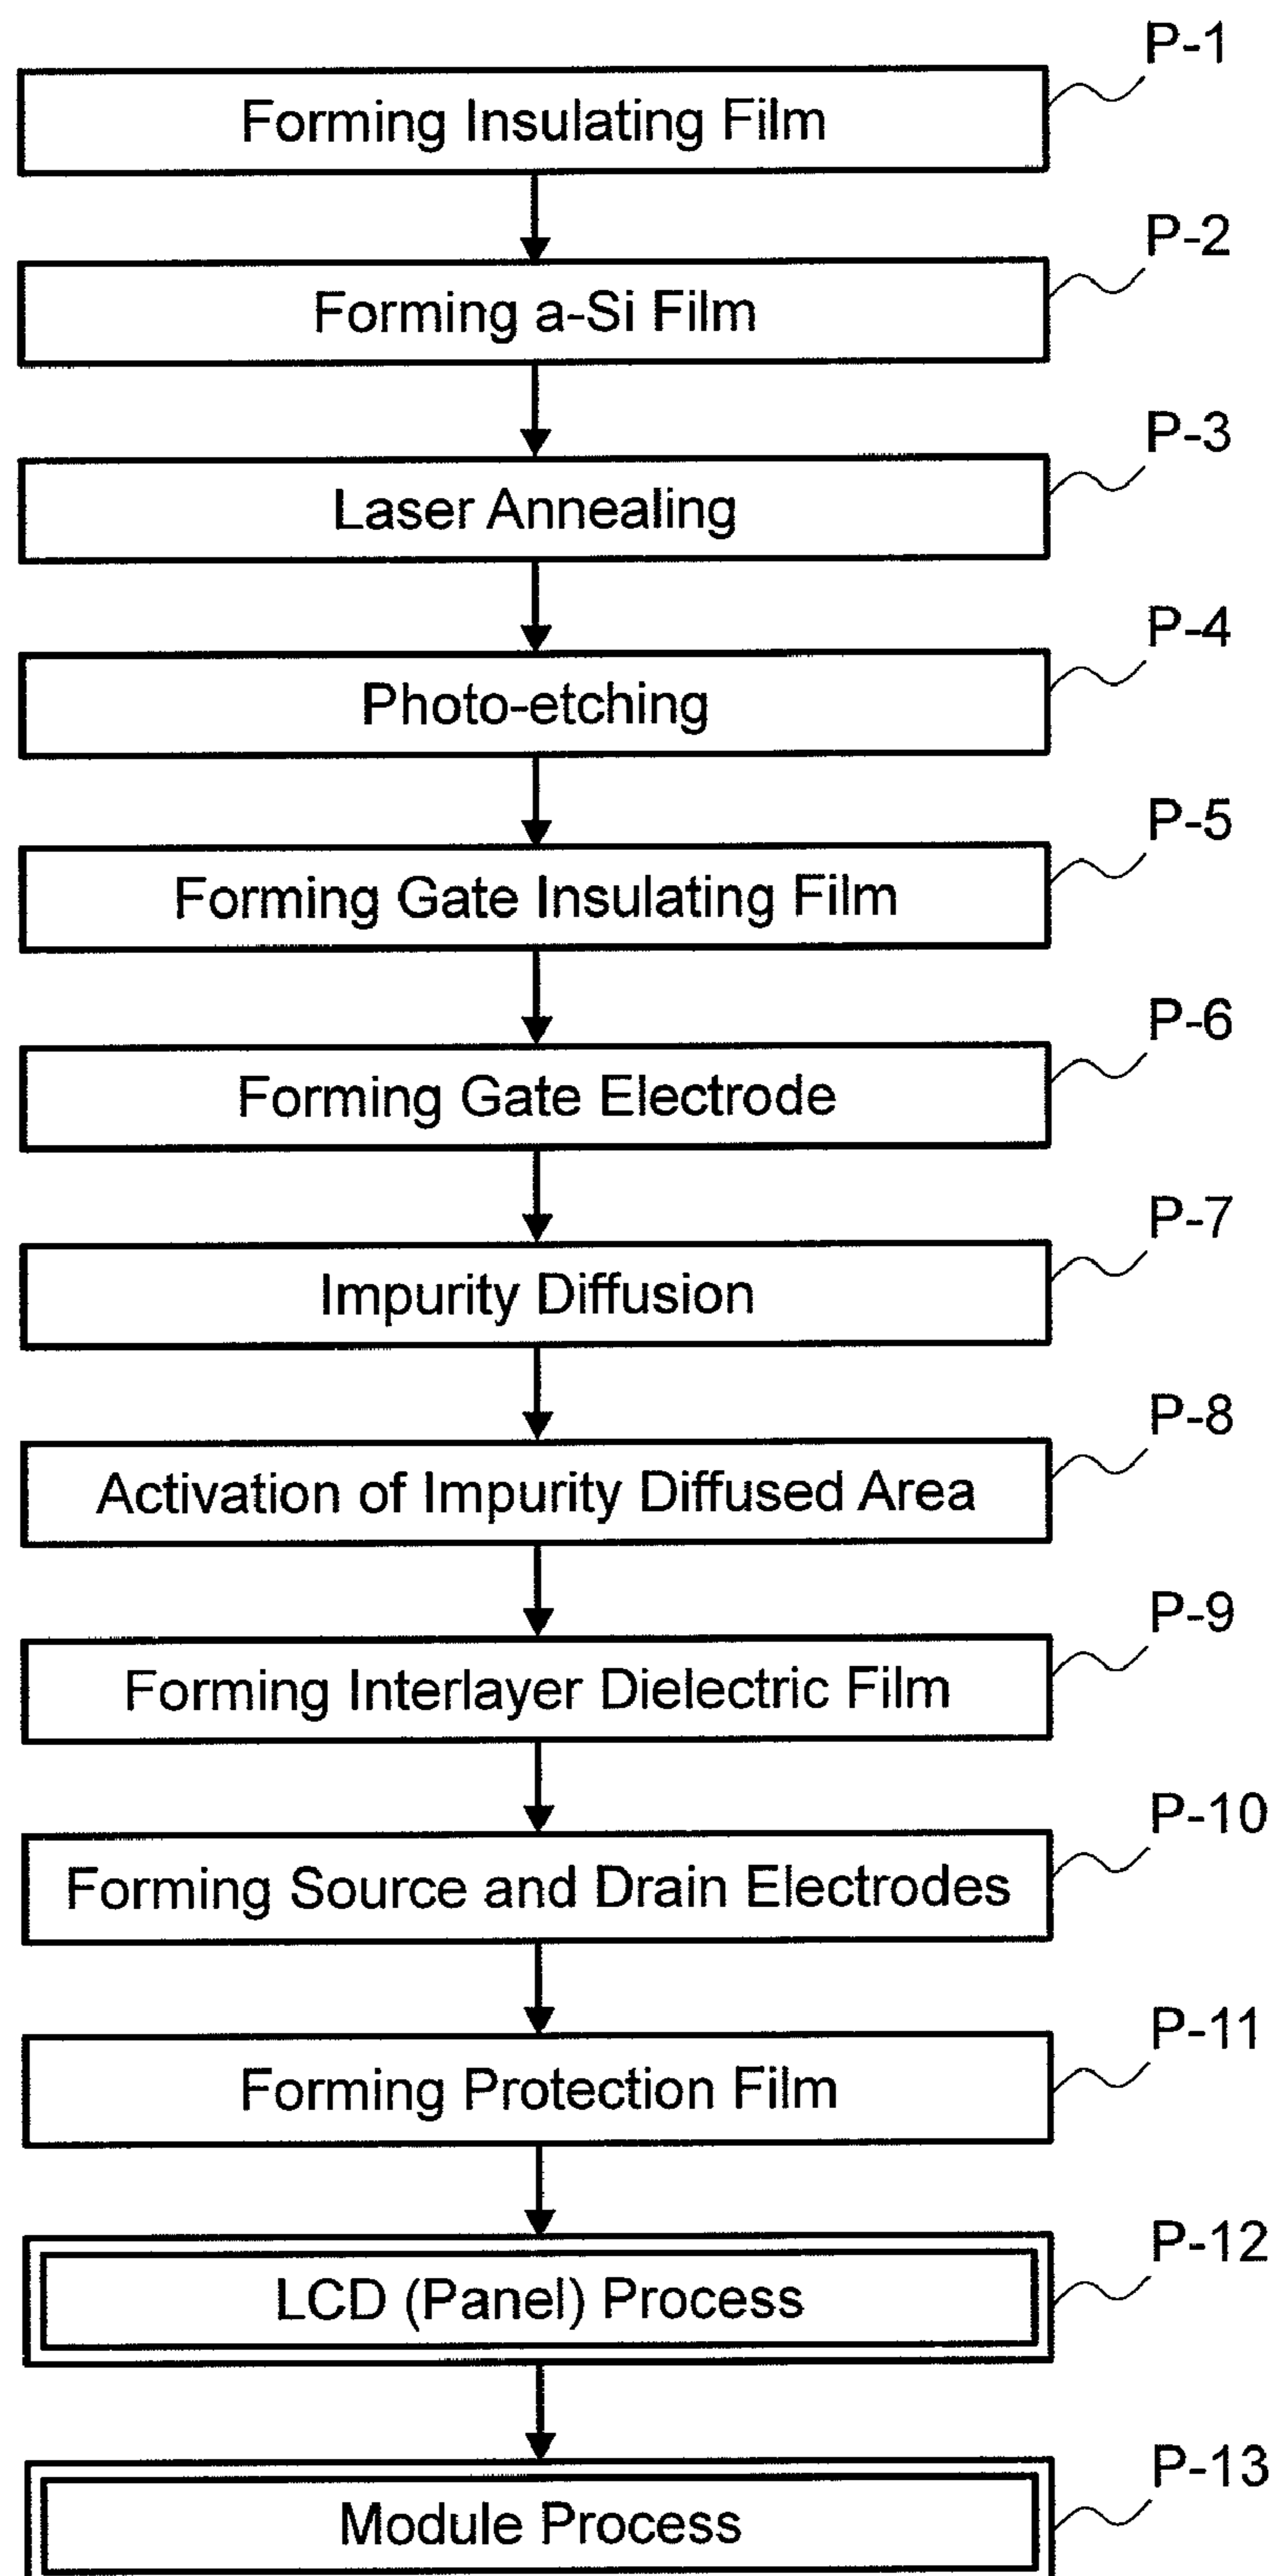 P-1
Forming Insulating Film
P-2
Forming a-Si Film
P-3
Laser Annealing
P-4
Photo-etching
P-5
Forming Gate Insulating Film
P-6
Forming Gate Electrode
P-7
Impurity Diffusion
P-8
Activation of Impurity Diffused Area
P-9
Forming Interlayer Dielectric Film
P-10
Forming Source and Drain Electrodes
P-11
Forming Protection Film
P-12
LCD (Panel) Process
P-13
Module Process